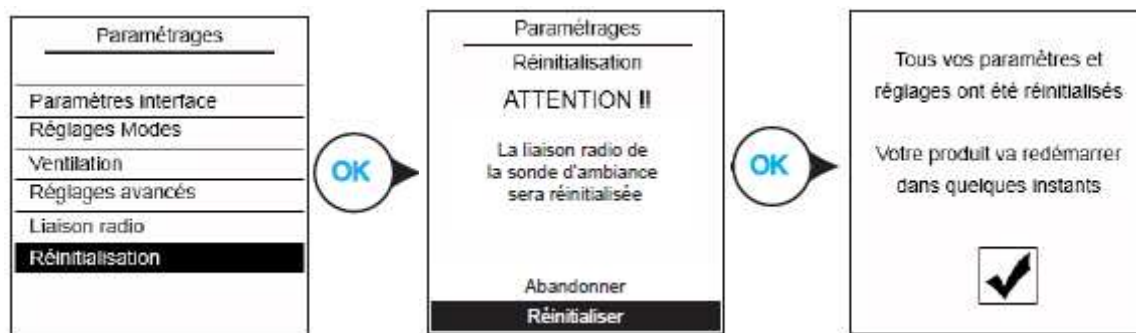 Paramétrages
Paramètres Interface
Réglages Modes
Ventilation
Réglages avancés
Liaison radio
Réinitialisation
OK
Paramétrages
Réinitialisation
ATTENTION !!
La liaison radio de
la sonde d'ambiance
sera réinitialisée
Abandonner
Réinitialiser
OK
Tous vos paramètres et
réglages ont été réinitialisés
Votre produit va redémarrer
dans quelques instants